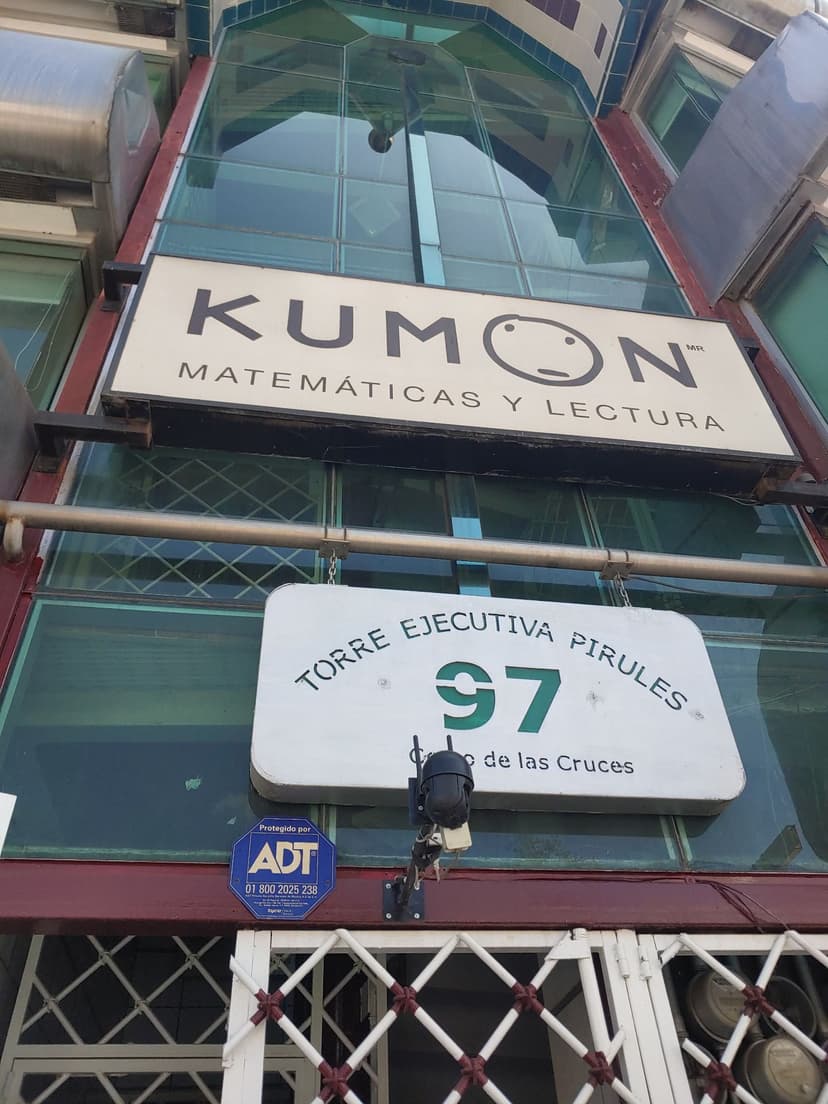 KUMON MR
MATEMÁTICAS Y LECTURA
TORRE EJECUTIVA PIRULES
97
de las Cruces
Protegido por
ADT
01 800 2025 238